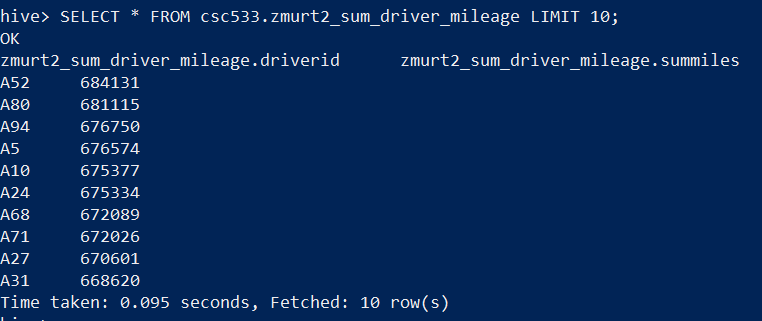 hive> SELECT * FROM csc533.zmurt2_sum_driver_mileage LIMIT 10;
OK
zmurt2_sum_driver_mileage.driverid zmurt2_sum_driver_mileage.summiles
A52 684131
A80 681115
A94 676750
A5 676574
A10 675377
A24 675334
A68 672089
A71 672026
A27 670601
A31 668620
Time taken: 0.095 seconds, Fetched: 10 row(s)